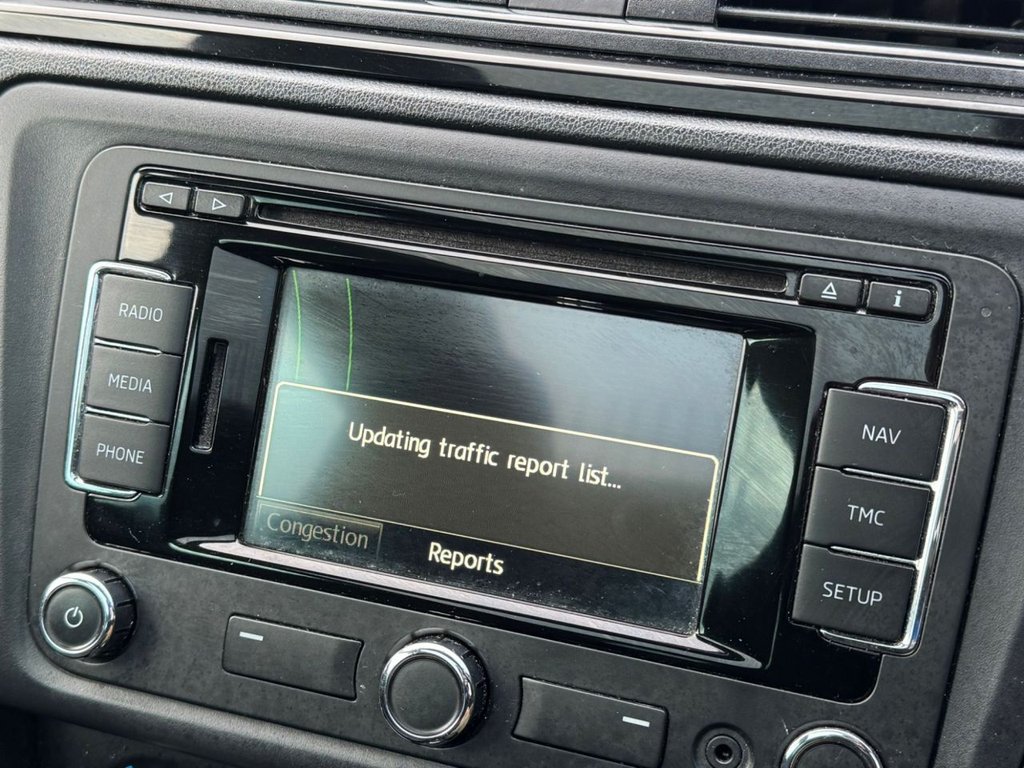 RADIO
MEDIA
PHONE
Updating traffic report list...
Congestion
Reports
i
NAV
TMC
SETUP